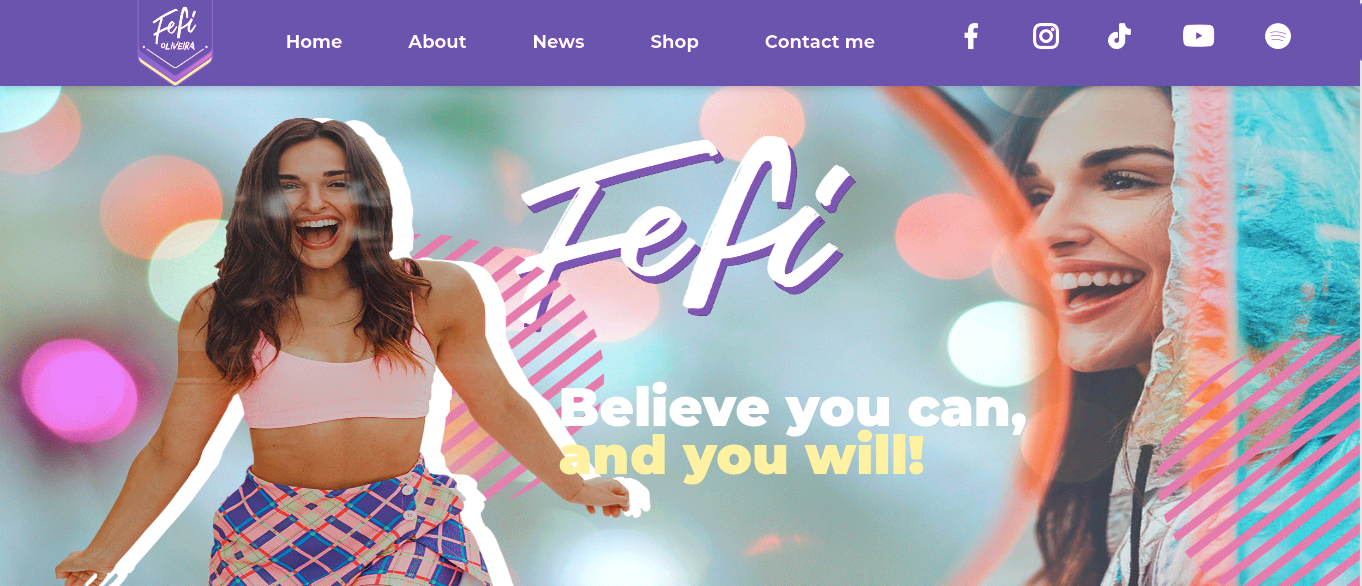 Fefi
OLIVEIRA
Home
About
News
Shop
Contact me
Fefi
Believe you can,
and you will!